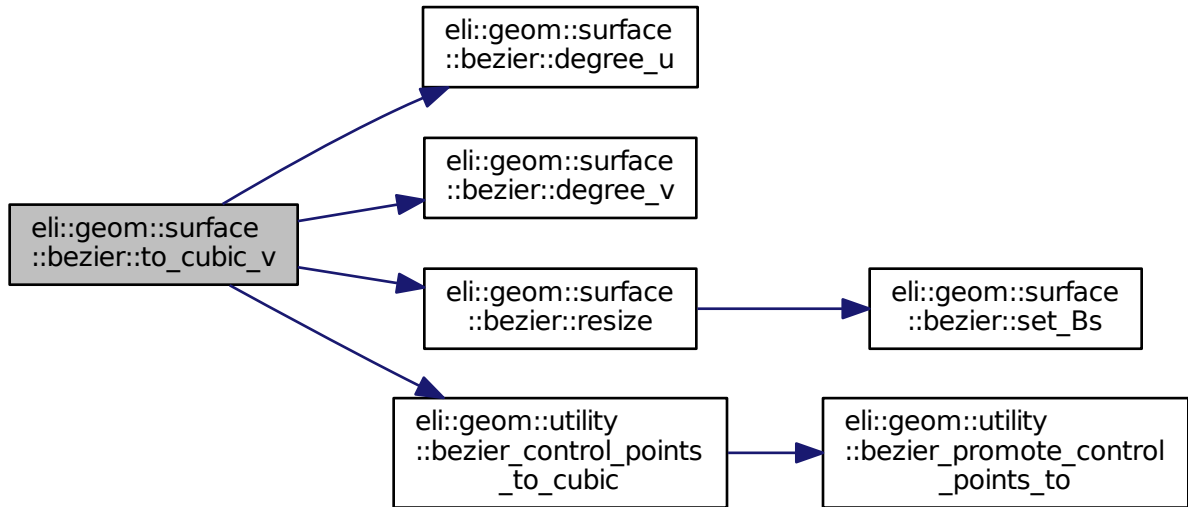 eli::geom::surface
::bezier::degree_u
eli::geom::surface
::bezier::degree_v
eli::geom::surface
::bezier::to_cubic_v
eli::geom::surface
::bezier::resize
eli::geom::surface
::bezier::set_Bs
eli::geom::utility
::bezier_control_points
_to_cubic
eli::geom::utility
::bezier_promote_control
_points_to